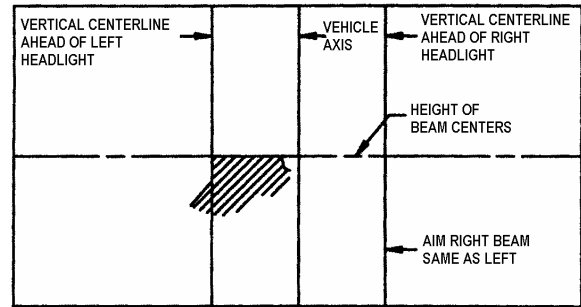 VERTICAL CENTERLINE
AHEAD OF LEFT
HEADLIGHT
VEHICLE
AXIS
VERTICAL CENTERLINE
AHEAD OF RIGHT
HEADLIGHT
HEIGHT OF
BEAM CENTERS
AIM RIGHT BEAM
SAME AS LEFT